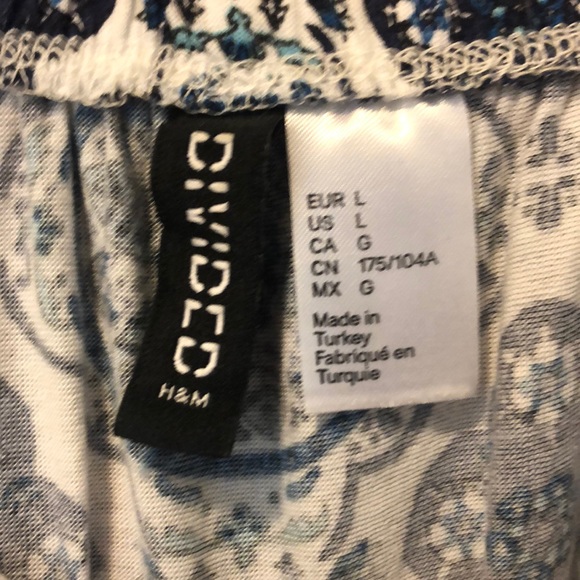 DIVIDED
H&M
EUR L
US L
CA G
CN 175/104A
MX G
Made in
Turkey
Fabriqué en
Turquie